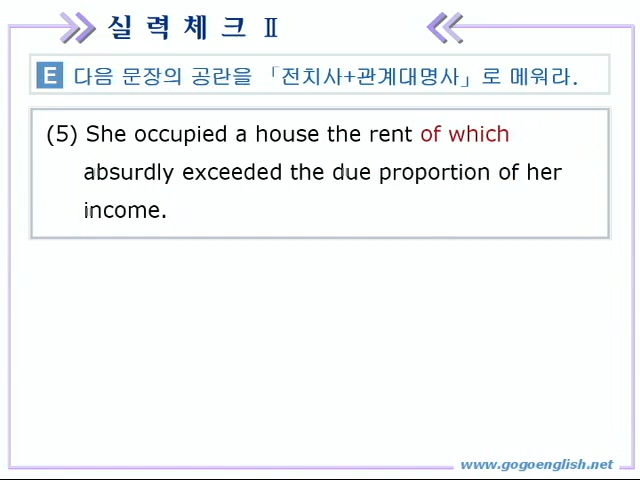 실 력 체 크 Ⅱ
E 다음 문장의 공란을 「전치사+관계대명사」로 메워라.
(5) She occupied a house the rent of which
absurdly exceeded the due proportion of her
income.
www.gogoenglish.net